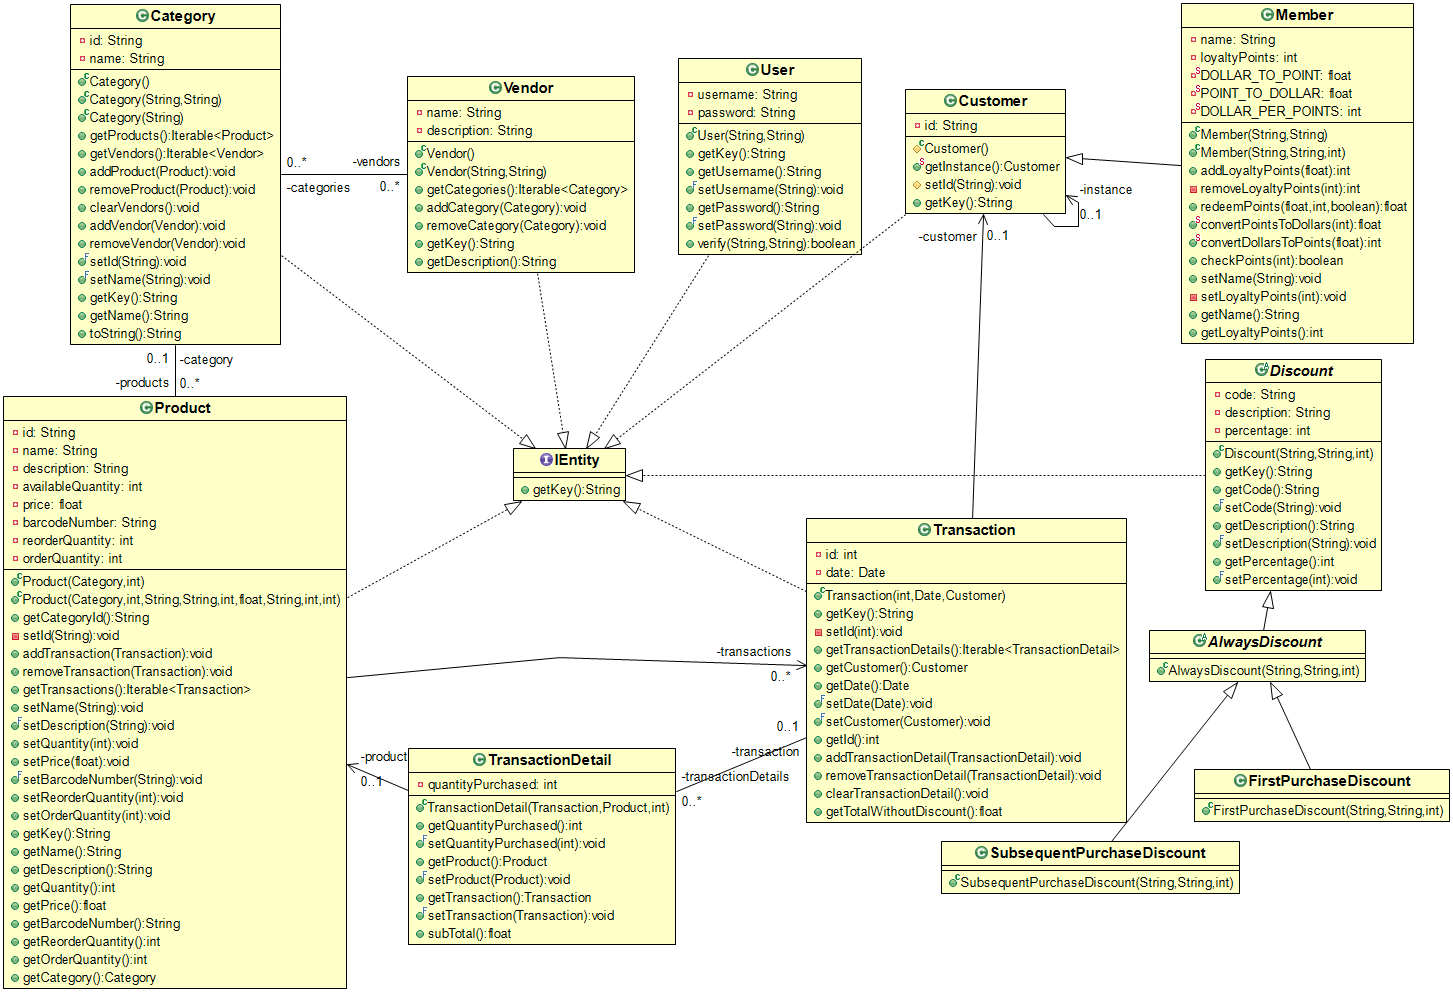 Category
id: String
name: String
Category()
Category(String,String)
Category(String)
getProducts():Iterable<Product>
getVendors():Iterable<Vendor>
addProduct(Product):void
removeProduct(Product):void
clearVendors():void
addVendor(Vendor):void
removeVendor(Vendor):void
setId(String):void
setName(String):void
getKey():String
getName():String
toString():String
0..* -vendors
-categories 0..*
Vendor
name: String
description: String
Vendor()
Vendor(String,String)
getCategories():Iterable<Category>
addCategory(Category):void
removeCategory(Category):void
getKey():String
getDescription():String
User
username: String
password: String
User(String,String)
getKey():String
getUsername():String
setUsername(String):void
getPassword():String
setPassword(String):void
verify(String,String):boolean
Customer
id: String
Customer()
getInstance():Customer
setId(String):void
getKey():String
-instance
0..1
-customer 0..1
Member
name: String
loyaltyPoints: int
DOLLAR_TO_POINT: float
POINT_TO_DOLLAR: float
DOLLAR_PER_POINTS: int
Member(String,String)
Member(String,String,int)
addLoyaltyPoints(float):int
removeLoyaltyPoints(int):int
redeemPoints(float,int,boolean):float
convertPointsToDollars(int):float
convertDollarsToPoints(float):int
checkPoints(int):boolean
setName(String):void
setLoyaltyPoints(int):void
getName():String
getLoyaltyPoints():int
0..1 -category
-products 0..*
Product
id: String
name: String
description: String
availableQuantity: int
price: float
barcodeNumber: String
reorderQuantity: int
orderQuantity: int
Product(Category,int)
Product(Category,int,String,String,int,float,String,int,int)
getCategoryId():String
setId(String):void
addTransaction(Transaction):void
removeTransaction(Transaction):void
getTransactions():Iterable<Transaction>
setName(String):void
setDescription(String):void
setQuantity(int):void
setPrice(float):void
setBarcodeNumber(String):void
setReorderQuantity(int):void
setOrderQuantity(int):void
getKey():String
getName():String
getDescription():String
getQuantity():int
getPrice():float
getBarcodeNumber():String
getReorderQuantity():int
getOrderQuantity():int
getCategory():Category
IEntity
getKey():String
Discount
code: String
description: String
percentage: int
Discount(String,String,int)
getKey():String
getCode():String
setCode(String):void
getDescription():String
setDescription(String):void
getPercentage():int
setPercentage(int):void
Transaction
id: int
date: Date
Transaction(int,Date,Customer)
getKey():String
setId(int):void
getTransactionDetails():Iterable<TransactionDetail>
getCustomer():Customer
getDate():Date
setDate(Date):void
setCustomer(Customer):void
getId():int
addTransactionDetail(TransactionDetail):void
removeTransactionDetail(TransactionDetail):void
clearTransactionDetail():void
getTotalWithoutDiscount():float
-transactions
0..*
0..1
-transaction
-transactionDetails
0..*
-product
0..1
TransactionDetail
quantityPurchased: int
TransactionDetail(Transaction,Product,int)
getQuantityPurchased():int
setQuantityPurchased(int):void
getProduct():Product
setProduct(Product):void
getTransaction():Transaction
setTransaction(Transaction):void
subTotal():float
AlwaysDiscount
AlwaysDiscount(String,String,int)
FirstPurchaseDiscount
FirstPurchaseDiscount(String,String,int)
SubsequentPurchaseDiscount
SubsequentPurchaseDiscount(String,String,int)